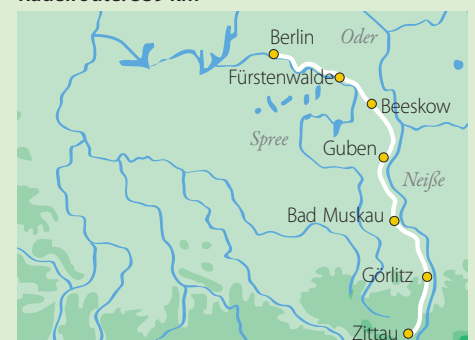 Berlin
Oder
Fürstenwalde
Beeskow
Spree
Guben
Neiße
Bad Muskau
Görlitz
Zittau